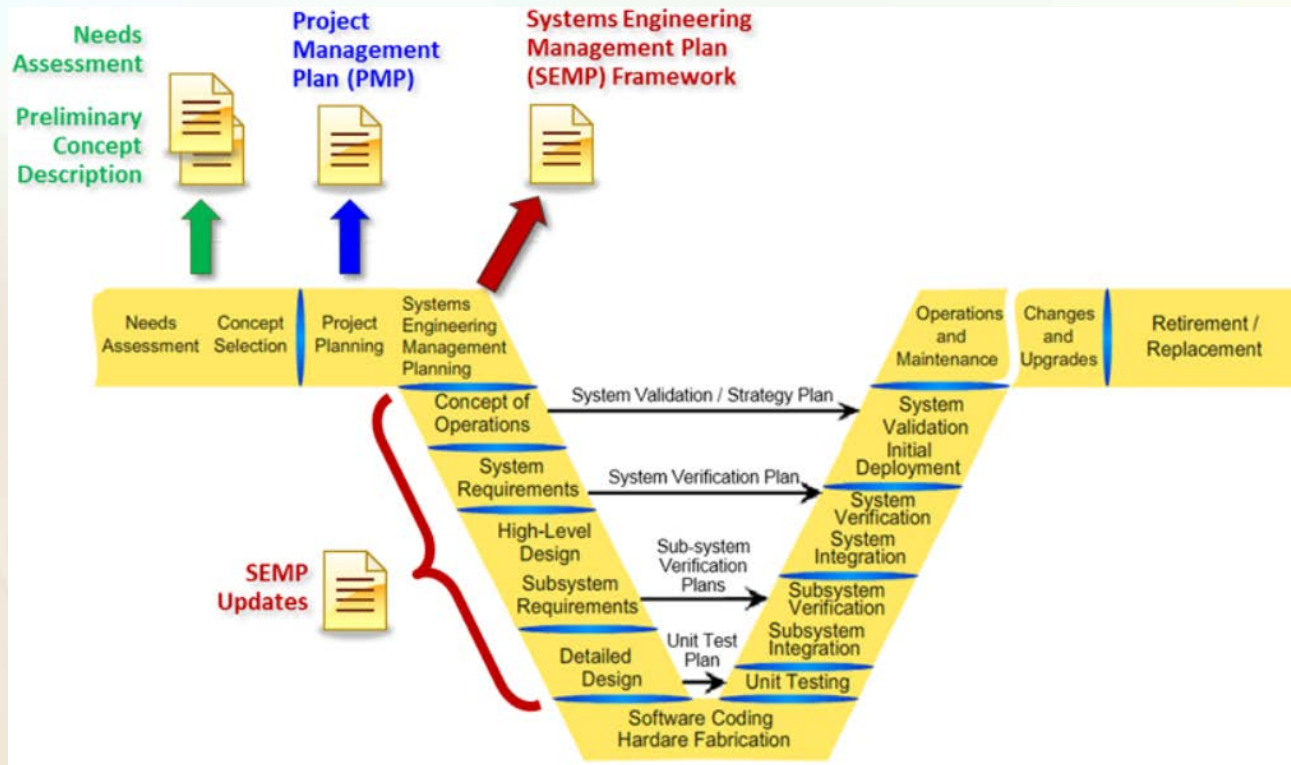 Needs
Assessment
Preliminary
Concept
Description
Project
Management
Plan (PMP)
Systems Engineering
Management Plan
(SEMP) Framework
Needs
Assessment
Concept
Selection
Project
Planning
Systems
Engineering
Management
Planning
Concept of
Operations
System
Requirements
High-Level
Design
Subsystem
Requirements
Detailed
Design
SEMP
Updates
System Validation / Strategy Plan
System Verification Plan
Sub-system
Verification
Plans
Unit Test
Plan
Software Coding
Hardare Fabrication
Operations
and
Maintenance
Changes
and
Upgrades
Retirement /
Replacement
System
Validation
Initial
Deployment
System
Verification
System
Integration
Subsystem
Verification
Subsystem
Integration
Unit Testing